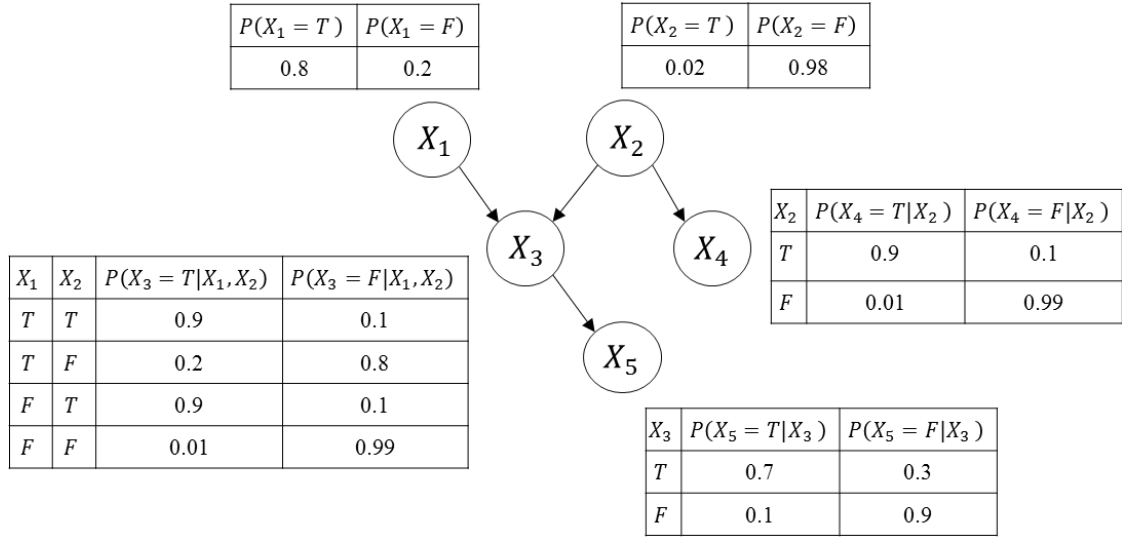 P(X₁ = T) P(X₁ = F)
0.8 0.2
P(X₂ = T) P(X₂ = F)
0.02 0.98
X₁
X₂
X₃
X₄
X₅
X₂ P(X₄ = T|X₂) P(X₄ = F|X₂)
T 0.9 0.1
F 0.01 0.99
X₁ X₂ P(X₃ = T|X₁, X₂) P(X₃ = F|X₁, X₂)
T T 0.9 0.1
T F 0.2 0.8
F T 0.9 0.1
F F 0.01 0.99
X₃ P(X₅ = T|X₃) P(X₅ = F|X₃)
T 0.7 0.3
F 0.1 0.9